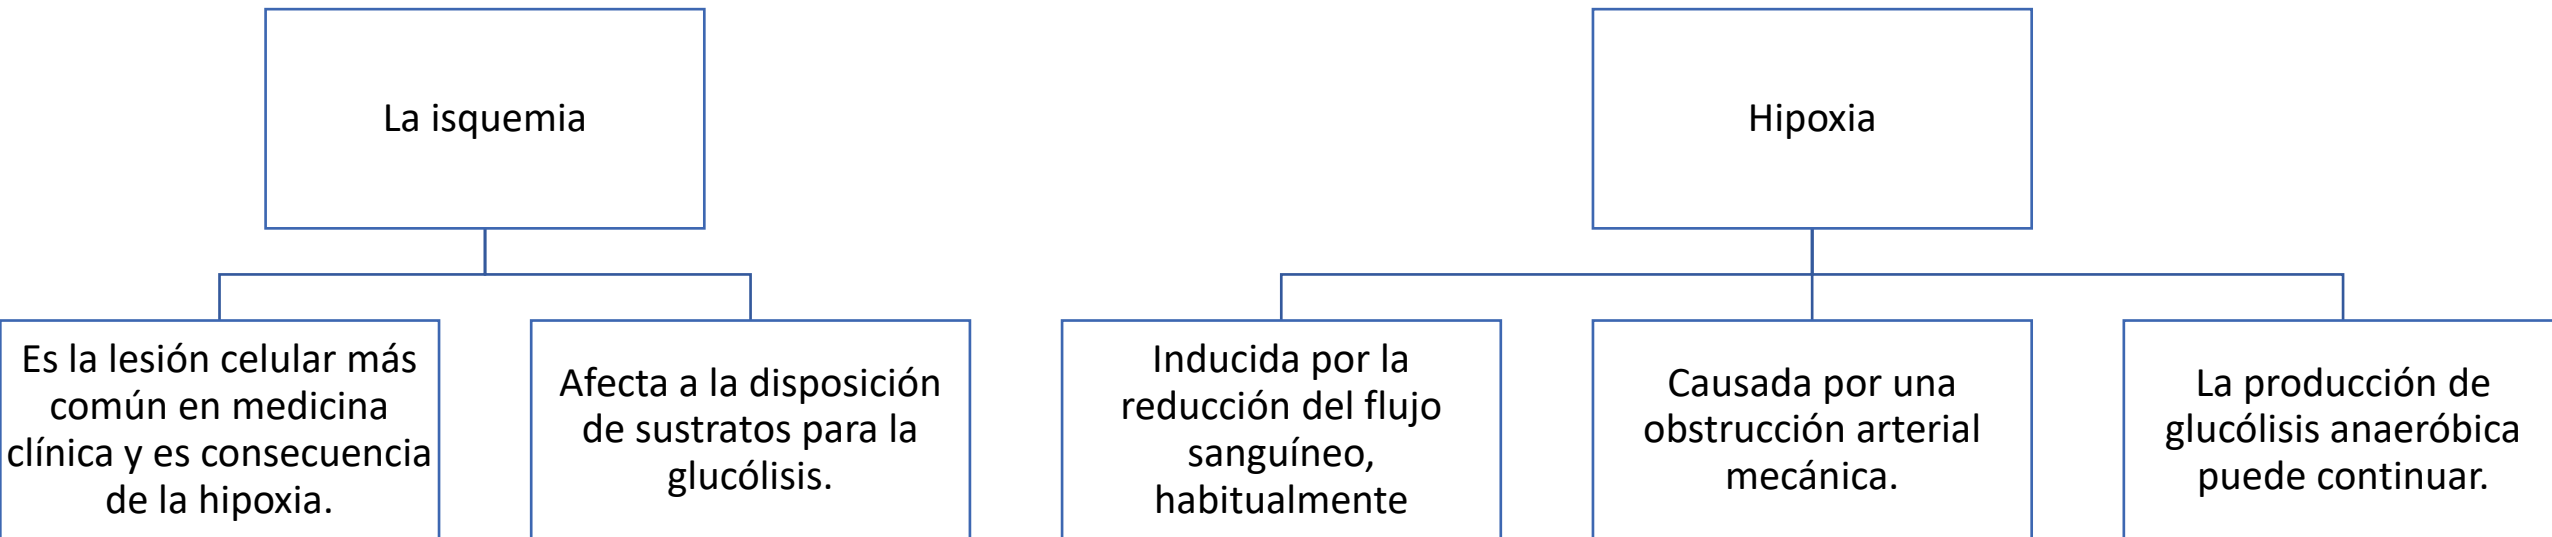 La isquemia
Hipoxia
Es la lesión celular más
común en medicina
clínica y es consecuencia
de la hipoxia.
Afecta a la disposición
de sustratos para la
glucólisis.
Inducida por la
reducción del flujo
sanguíneo,
habitualmente
Causada por una
obstrucción arterial
mecánica.
La producción de
glucólisis anaeróbica
puede continuar.